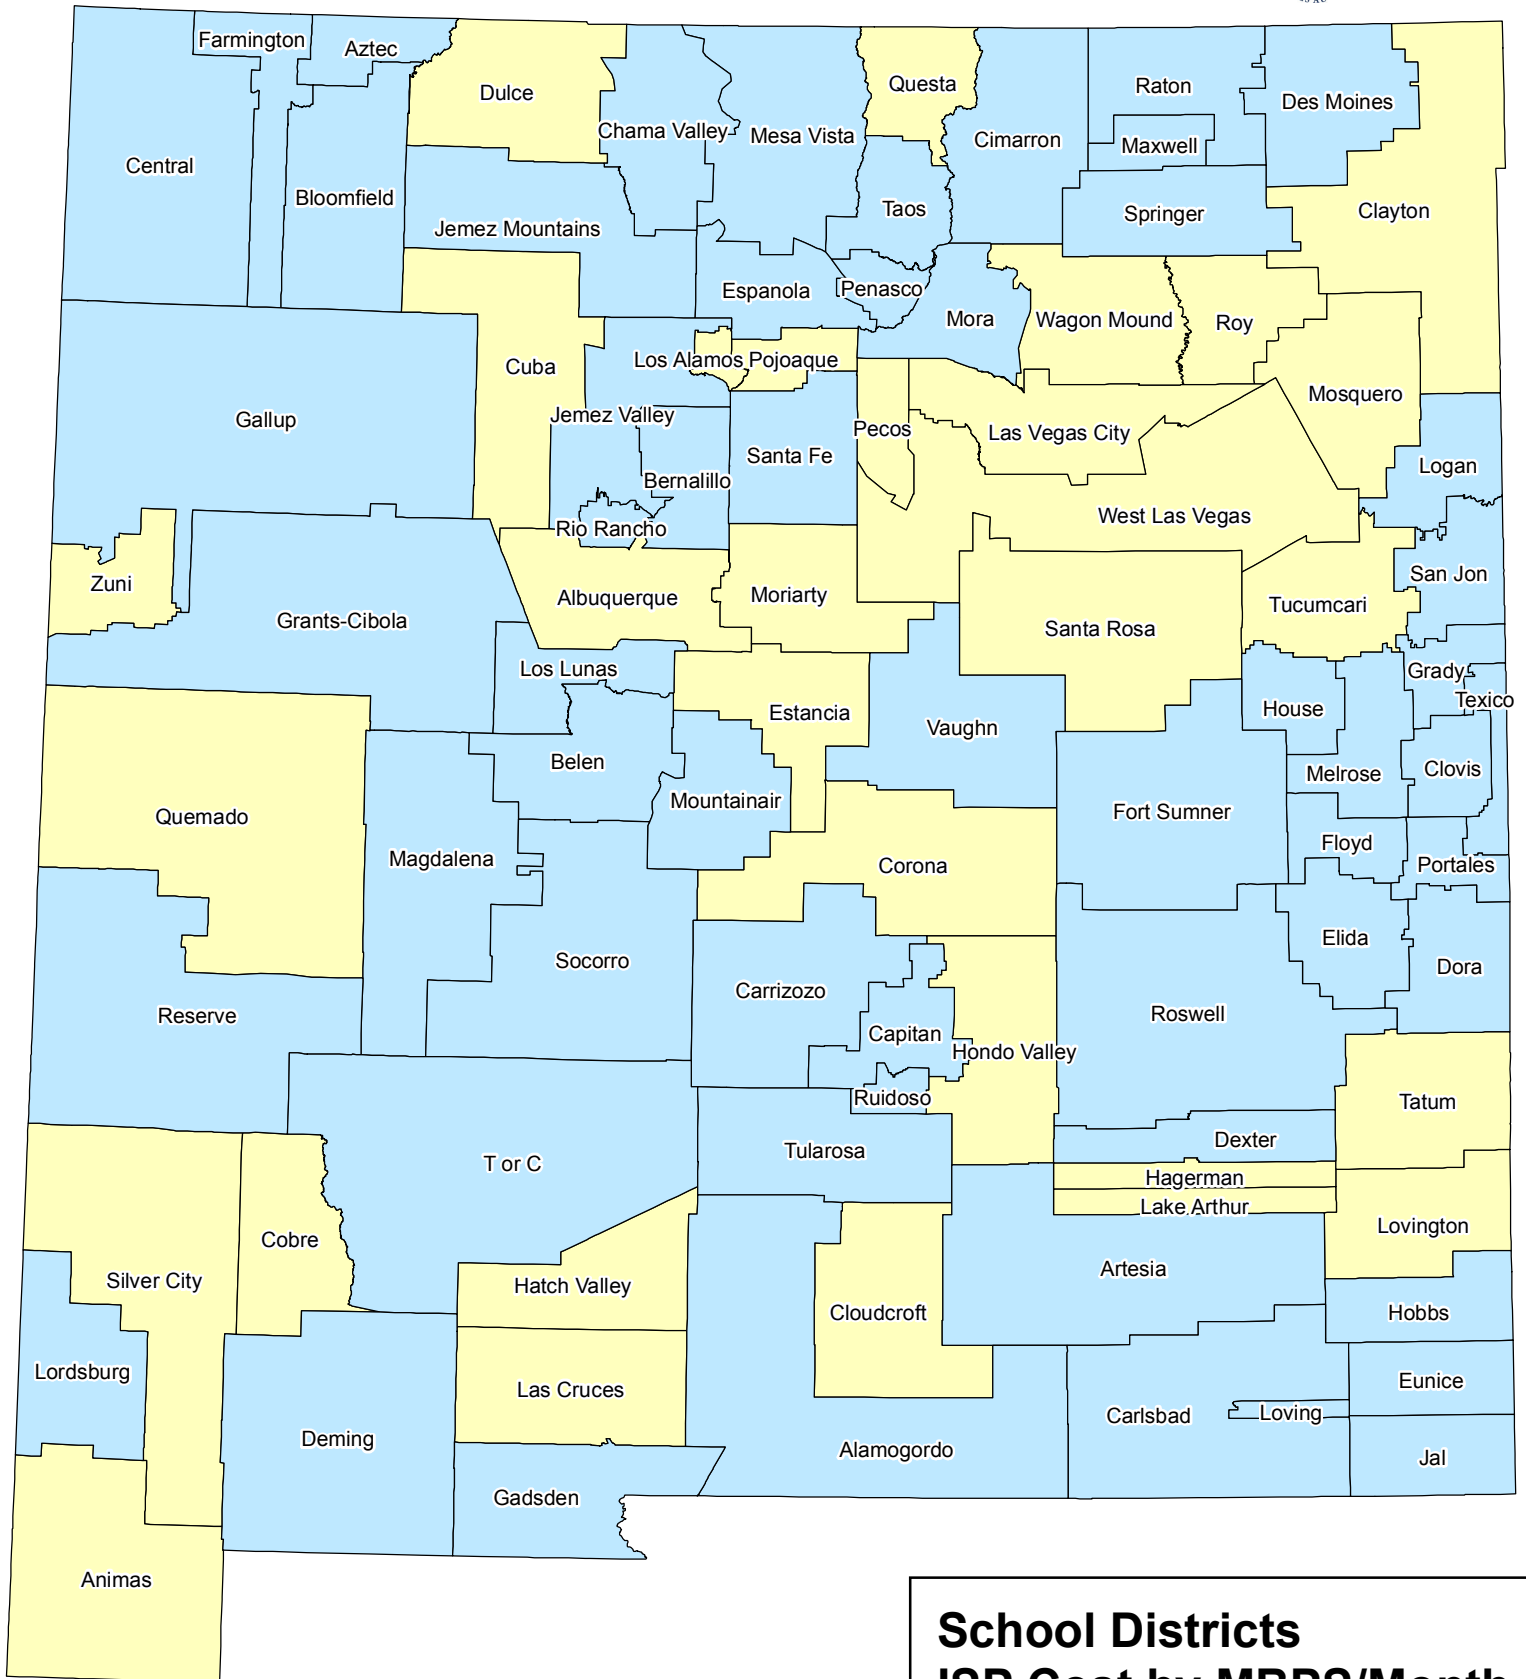 Farmington
Aztec
Dulce
Questa
Raton
Des Moines
Chama Valley
Mesa Vista
Cimarron
Maxwell
Central
Bloomfield
Taos
Springer
Clayton
Jemez Mountains
Espanola
Penasco
Mora
Wagon Mound
Roy
Los Alamos
Pojoaque
Cuba
Mosquero
Gallup
Jemez Valley
Pecos
Las Vegas City
Santa Fe
Logan
Bernalillo
Rio Rancho
West Las Vegas
Zuni
San Jon
Albuquerque
Moriarty
Tucumcari
Grants-Cibola
Santa Rosa
Los Lunas
Grady
Texico
Estancia
House
Vaughn
Belen
Melrose
Clovis
Mountainair
Quemado
Fort Sumner
Floyd
Magdalena
Corona
Portales
Elida
Socorro
Dora
Carrizozo
Reserve
Roswell
Capitan
Hondo Valley
Ruidoso
Tatum
Dexter
T or C
Tularosa
Hagerman
Lake Arthur
Lovington
Cobre
Silver City
Hatch Valley
Artesia
Cloudcroft
Hobbs
Lordsburg
Las Cruces
Eunice
Carlsbad
Loving
Deming
Alamogordo
Jal
Gadsden
Animas
School Districts
ISP Cost by MBPS/Month